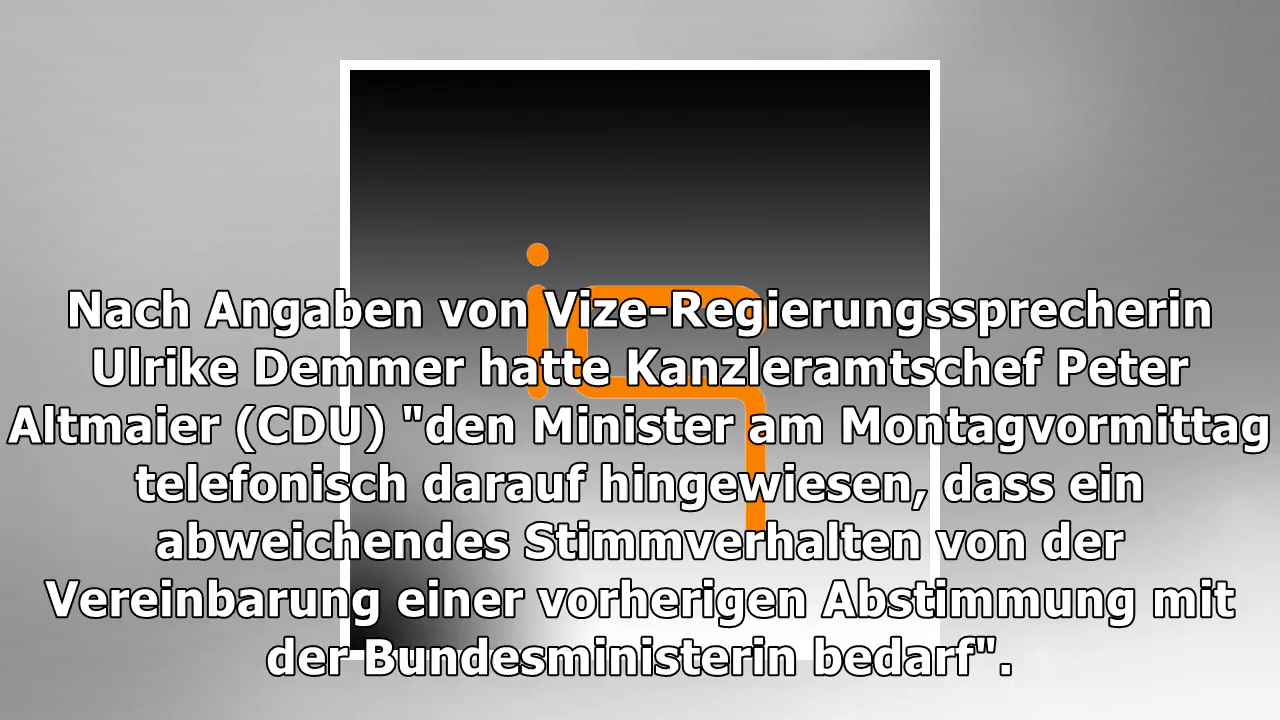 Nach Angaben von Vize-Regierungssprecherin
Ulrike Demmer hatte Kanzleramtschef Peter
Altmaier (CDU) "den Minister am Montagvormittag
telefonisch darauf hingewiesen, dass ein
abweichendes Stimmverhalten von der
Vereinbarung einer vorherigen Abstimmung mit
der Bundesministerin bedarf".